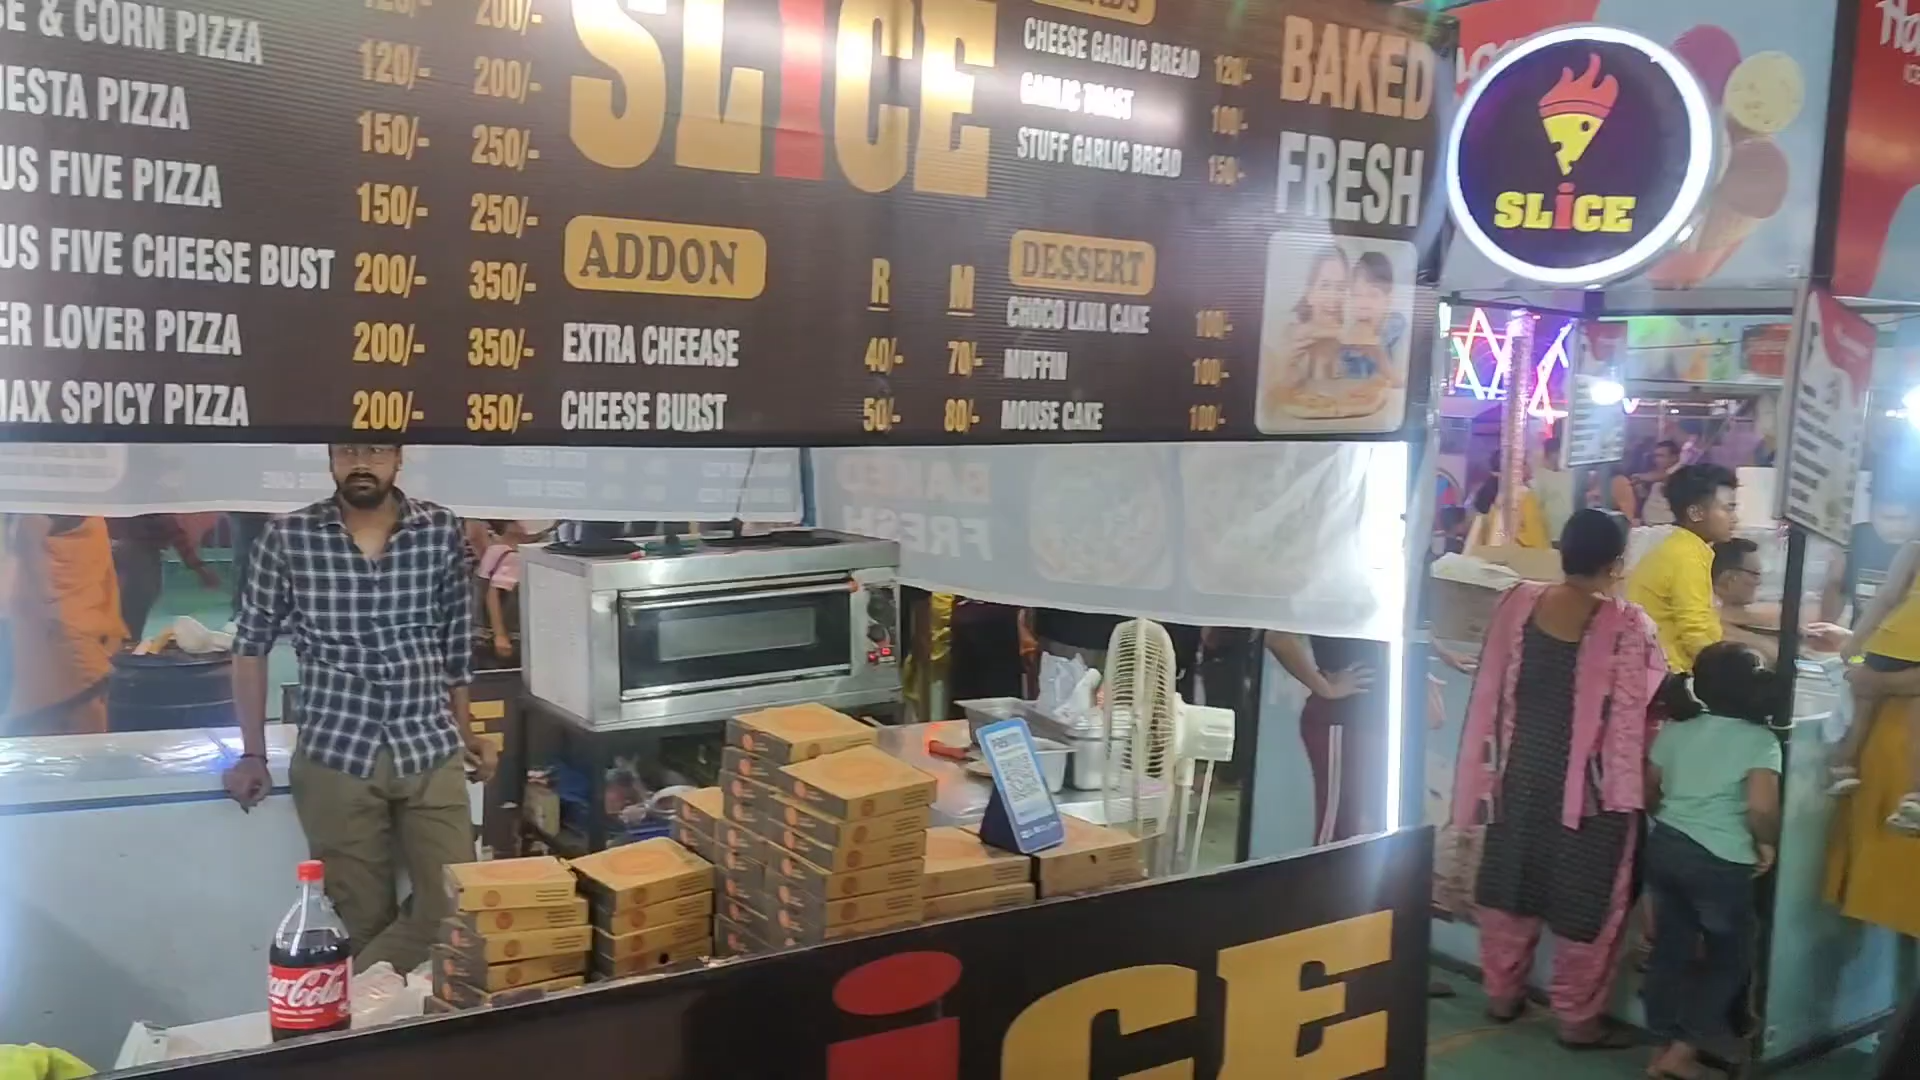 E & CORN PIZZA 120/- 200/-
IESTA PIZZA 150/- 250/-
US FIVE PIZZA 150/- 250/-
US FIVE CHEESE BUST 200/- 350/-
ER LOVER PIZZA 200/- 350/-
MAX SPICY PIZZA 200/- 350/-
SLiCE
ADDON
R M
EXTRA CHEEASE 40/- 70/-
CHEESE BURST 50/- 80/-
CHEESE GARLIC BREAD 120/-
GARLIC TOAST 100/-
STUFF GARLIC BREAD 150/-
DESSERT
CHOCO LAVA CAKE 100/-
MUFFIN 100/-
MOUSE CAKE 100/-
BAKED
FRESH
SLiCE
Coca-Cola
iCE